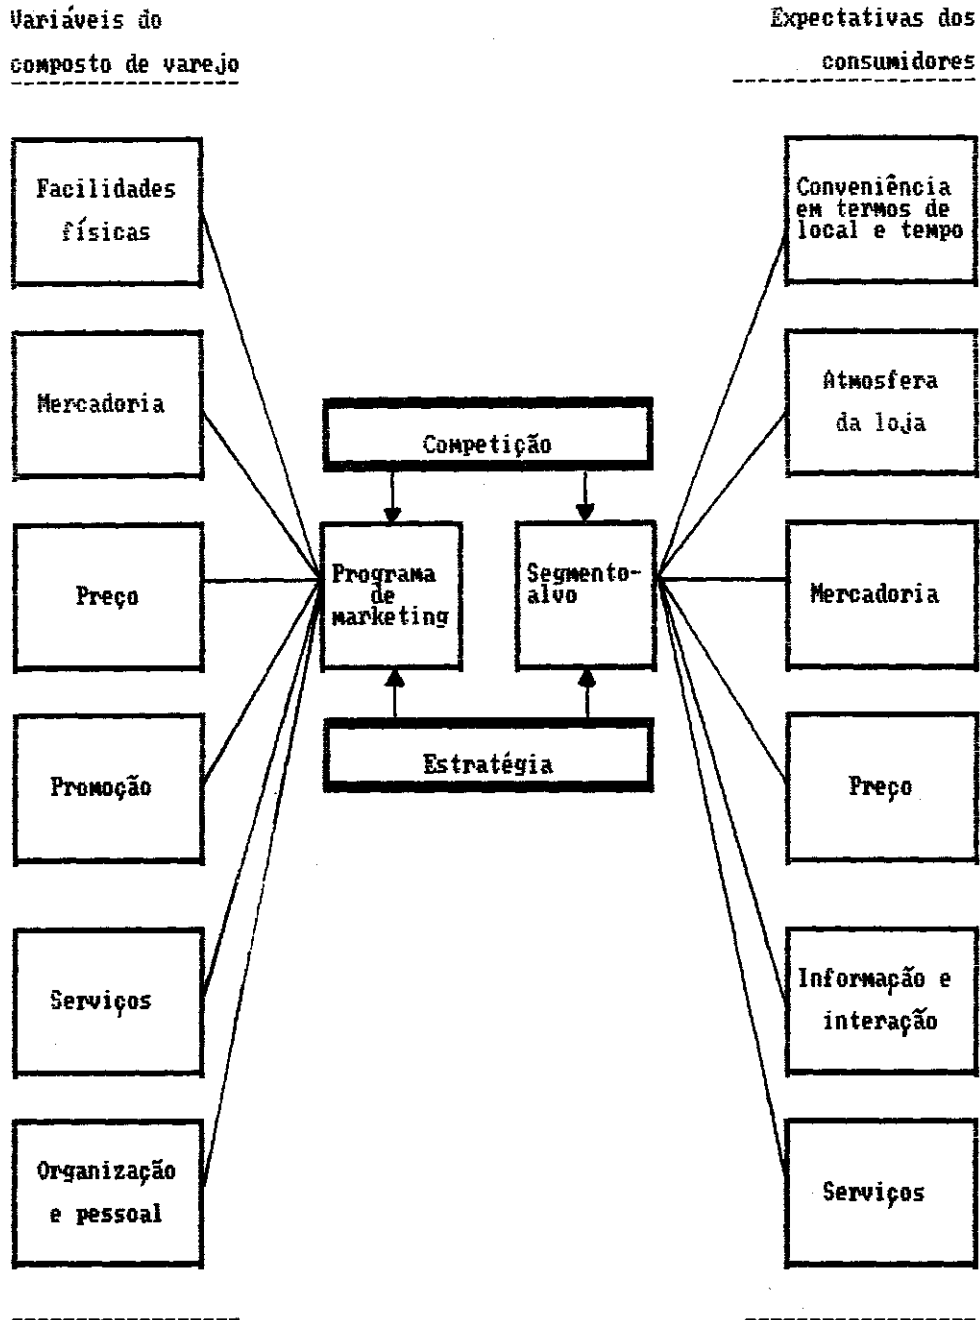 Variáveis do
composto de varejo
Expectativas dos
consumidores
Facilidades
físicas
Mercadoria
Preço
Promoção
Serviços
Organização
e pessoal
Competição
Programa
de
marketing
Segmento-
alvo
Estratégia
Conveniência
em termos de
local e tempo
Atmosfera
da loja
Mercadoria
Preço
Informação e
interação
Serviços